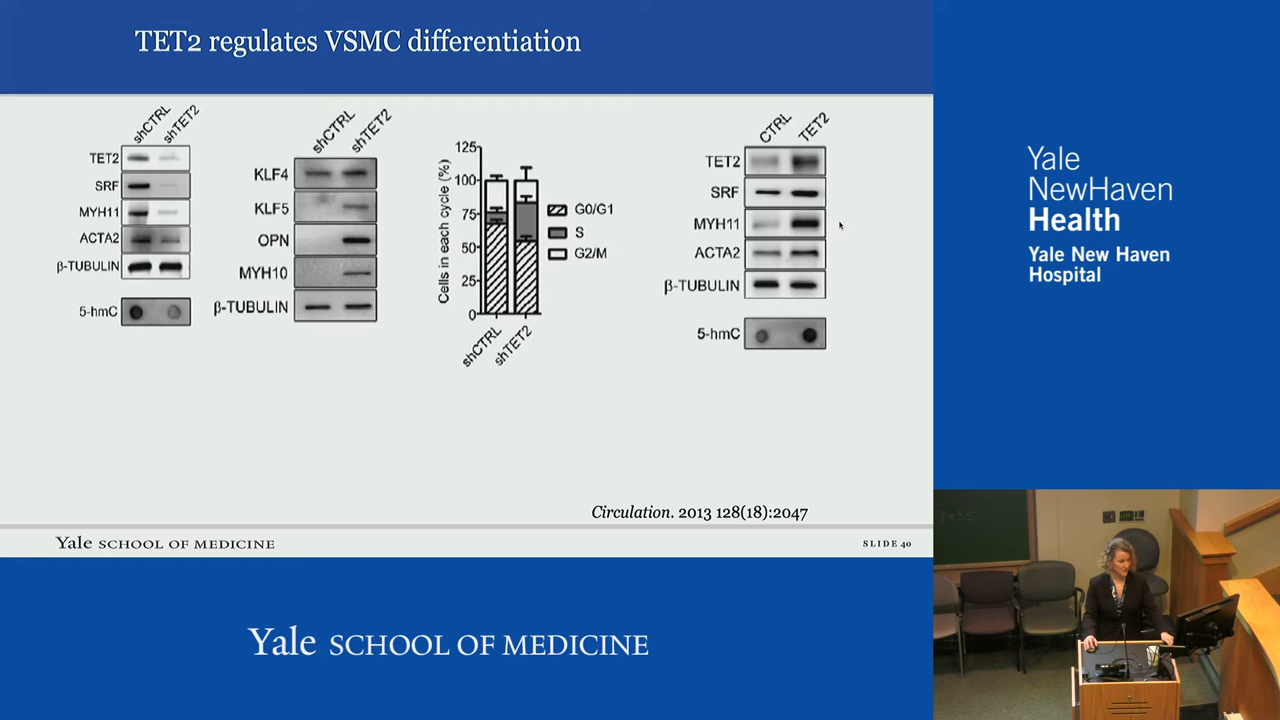 TET2 regulates VSMC differentiation
shCTRL
shTET2
TET2
SRF
MYH11
ACTA2
β-TUBULIN
5-hmC
shCTRL
shTET2
KLF4
KLF5
OPN
MYH10
β-TUBULIN
Cells in each cycle (%)
125
100
75
50
25
0
shCTRL
shTET2
G0/G1
S
G2/M
CTRL
TET2
TET2
SRF
MYH11
ACTA2
β-TUBULIN
5-hmC
Circulation. 2013 128(18):2047
Yale SCHOOL OF MEDICINE
SLIDE 40
Yale
NewHaven
Health
Yale New Haven
Hospital
Yale SCHOOL OF MEDICINE